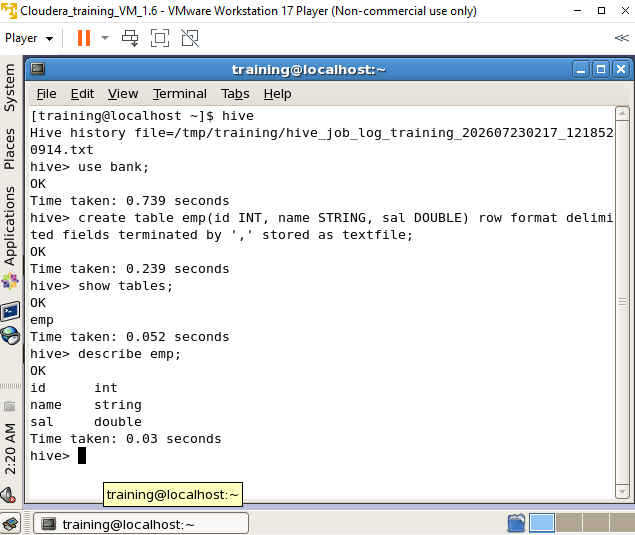 Cloudera_training_VM_1.6 - VMware Workstation 17 Player (Non-commercial use only)
Player
System
Places
Applications
2:20 AM
training@localhost:~
File Edit View Terminal Tabs Help
[training@localhost ~]$ hive
Hive history file=/tmp/training/hive_job_log_training_202607230217_121852
0914.txt
hive> use bank;
OK
Time taken: 0.739 seconds
hive> create table emp(id INT, name STRING, sal DOUBLE) row format delimi
ted fields terminated by ',' stored as textfile;
OK
Time taken: 0.239 seconds
hive> show tables;
OK
emp
Time taken: 0.052 seconds
hive> describe emp;
OK
id int
name string
sal double
Time taken: 0.03 seconds
hive>
training@localhost:~
training@localhost:~